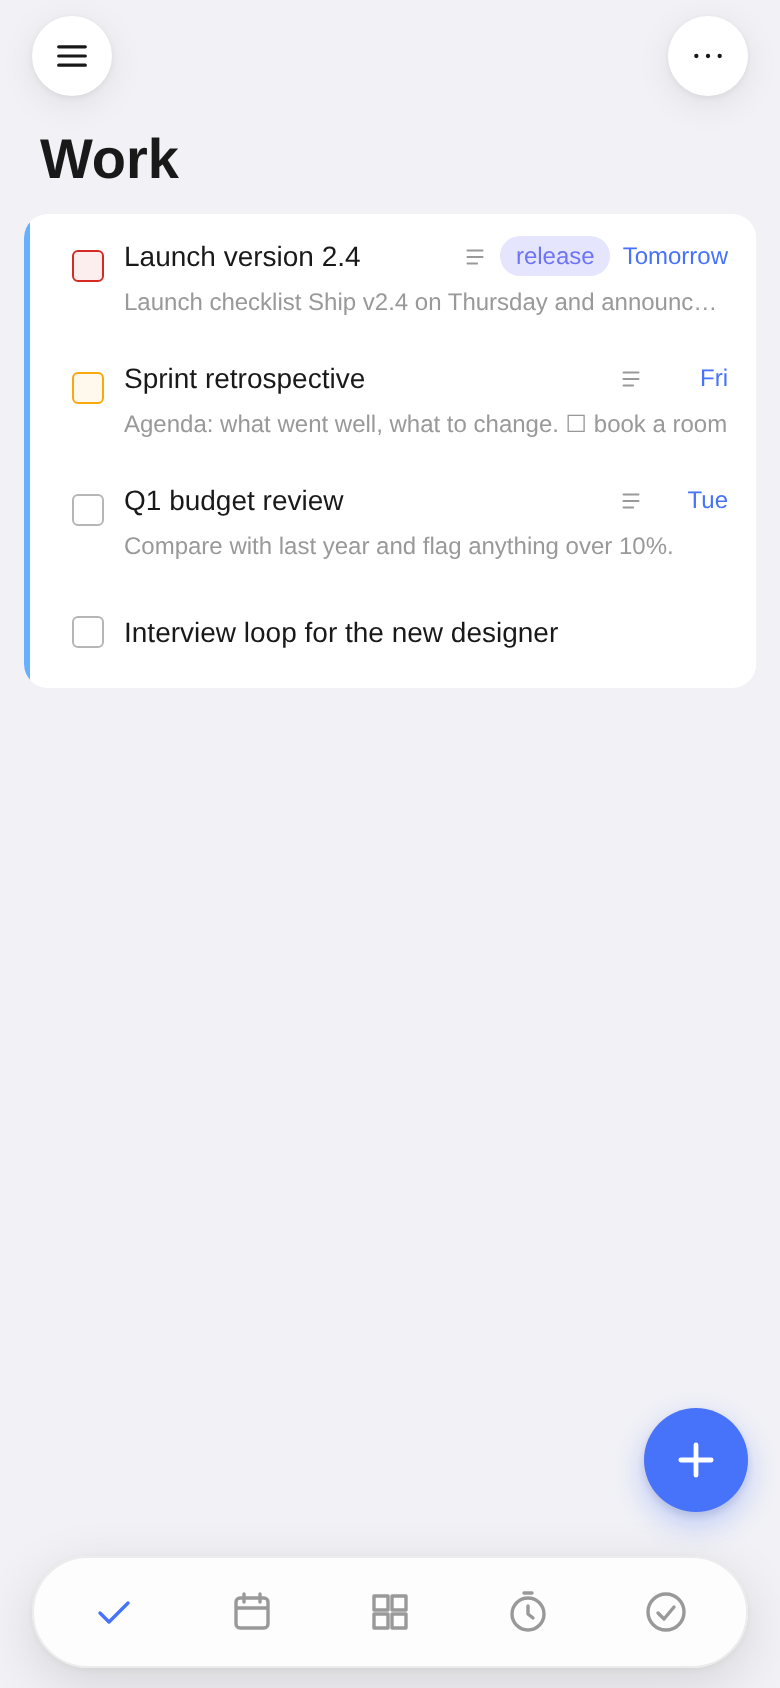 Work
Launch version 2.4 release Tomorrow
Launch checklist Ship v2.4 on Thursday and announc…
Sprint retrospective Fri
Agenda: what went well, what to change. ☐ book a room
Q1 budget review Tue
Compare with last year and flag anything over 10%.
Interview loop for the new designer